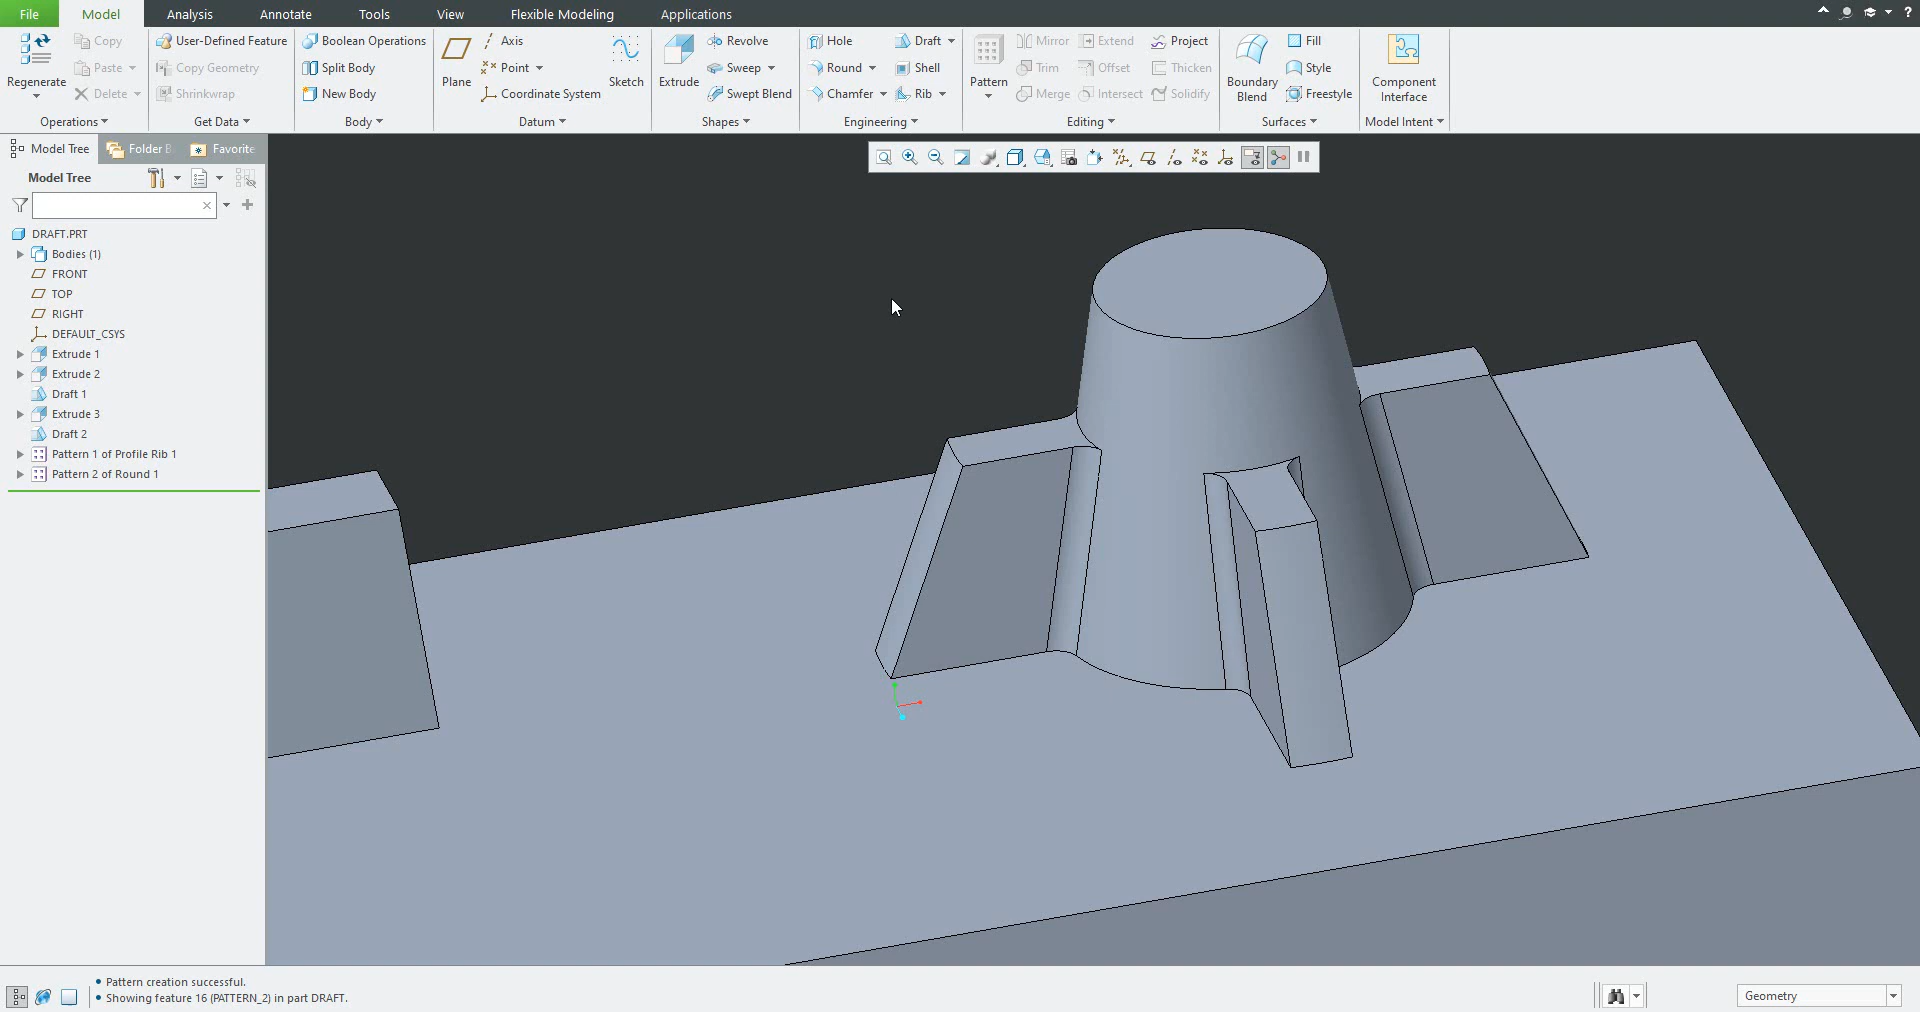 File Model Analysis Annotate Tools View Flexible Modeling Applications ?
Regenerate
Copy
Paste
Delete
Operations
User-Defined Feature
Copy Geometry
Shrinkwrap
Get Data
Boolean Operations
Split Body
New Body
Body
Plane
Axis
Point
Coordinate System
Sketch
Datum
Extrude
Revolve
Sweep
Swept Blend
Shapes
Hole
Round
Chamfer
Draft
Shell
Rib
Engineering
Pattern
Mirror
Trim
Merge
Extend
Offset
Intersect
Project
Thicken
Solidify
Editing
Boundary
Blend
Fill
Style
Freestyle
Surfaces
Component
Interface
Model Intent
Model Tree Folder B Favorite
Model Tree
DRAFT.PRT
Bodies (1)
FRONT
TOP
RIGHT
DEFAULT_CSYS
Extrude 1
Extrude 2
Draft 1
Extrude 3
Draft 2
Pattern 1 of Profile Rib 1
Pattern 2 of Round 1
• Pattern creation successful.
• Showing feature 16 (PATTERN_2) in part DRAFT.
Geometry